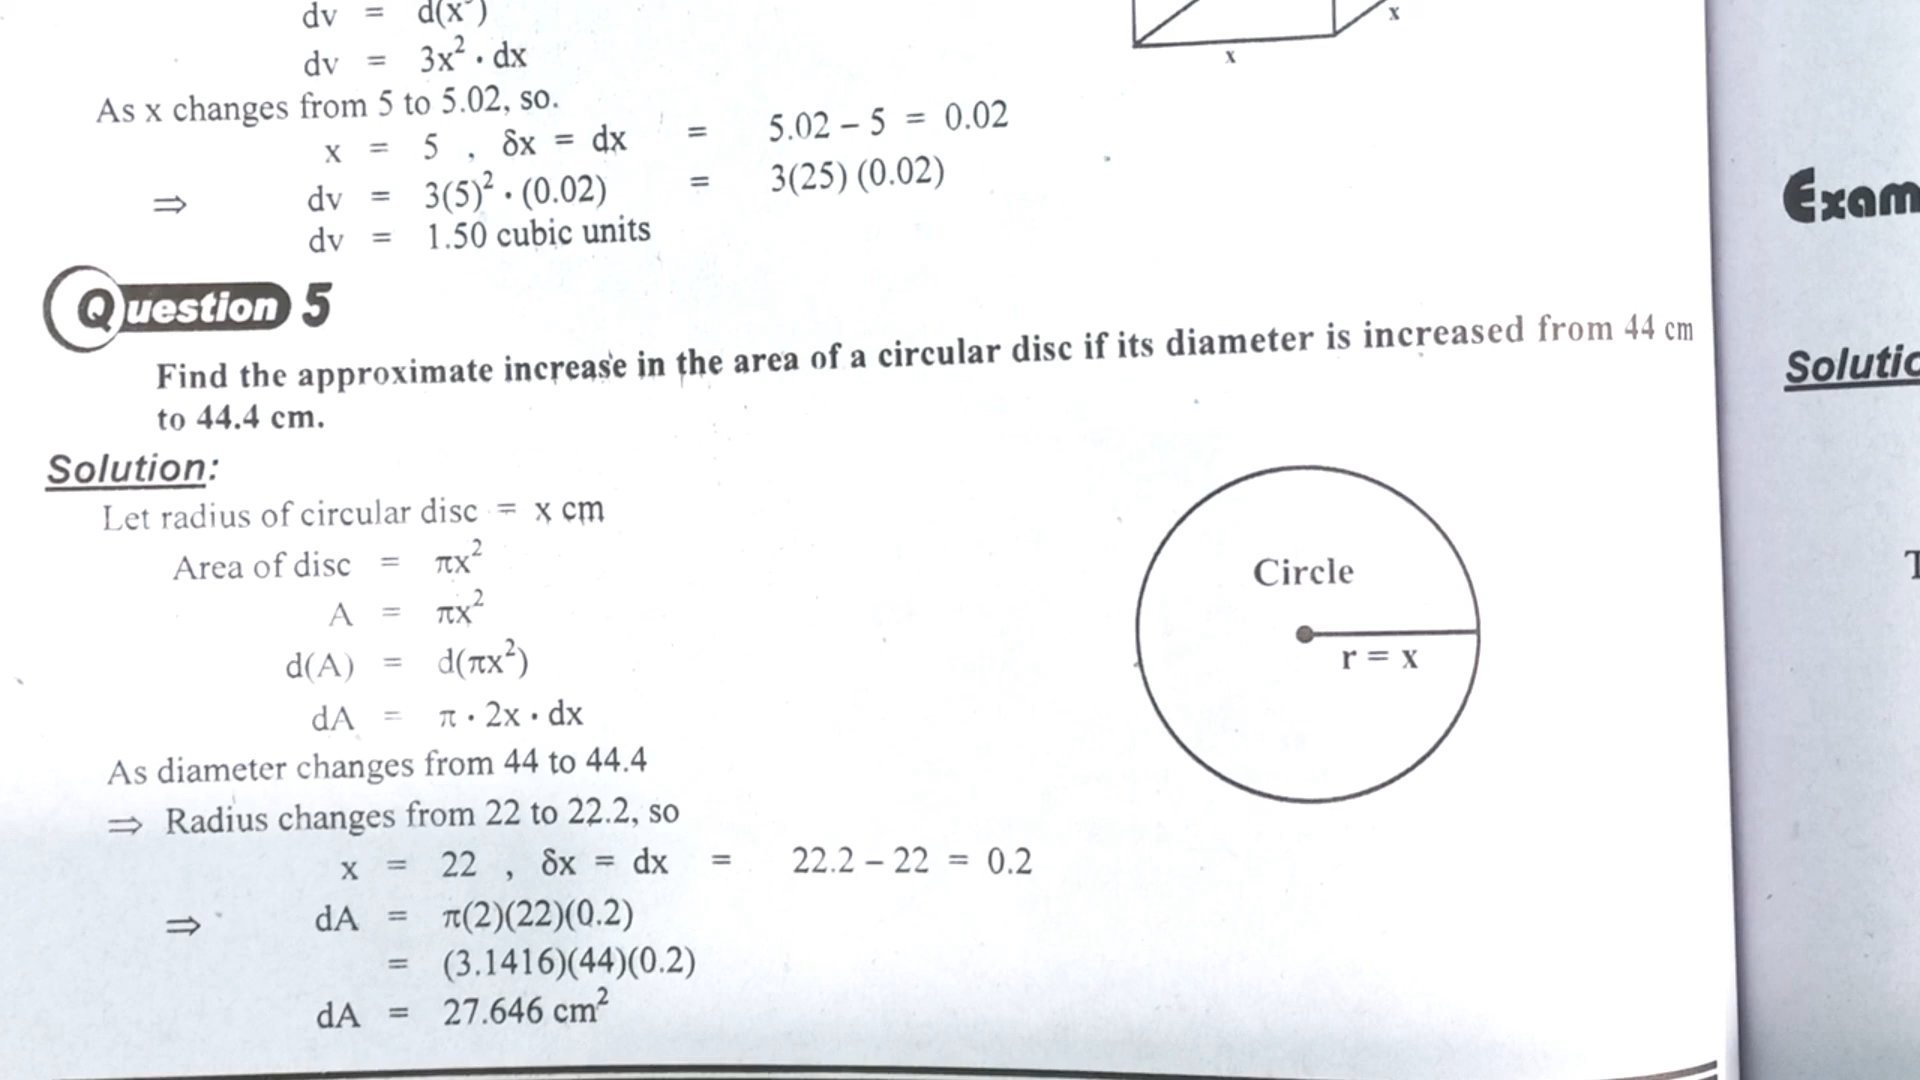 dv = d(x³)
dv = 3x² · dx
x
x
As x changes from 5 to 5.02, so.
x = 5 , δx = dx = 5.02 – 5 = 0.02
⇒ dv = 3(5)² · (0.02) = 3(25) (0.02)
dv = 1.50 cubic units
Question 5
Find the approximate increase in the area of a circular disc if its diameter is increased from 44 cm
to 44.4 cm.
Solution:
Let radius of circular disc = x cm
Area of disc = πx²
A = πx²
d(A) = d(πx²)
dA = π · 2x · dx
Circle
r = x
As diameter changes from 44 to 44.4
⇒ Radius changes from 22 to 22.2, so
x = 22 , δx = dx = 22.2 – 22 = 0.2
⇒ dA = π(2)(22)(0.2)
= (3.1416)(44)(0.2)
dA = 27.646 cm²